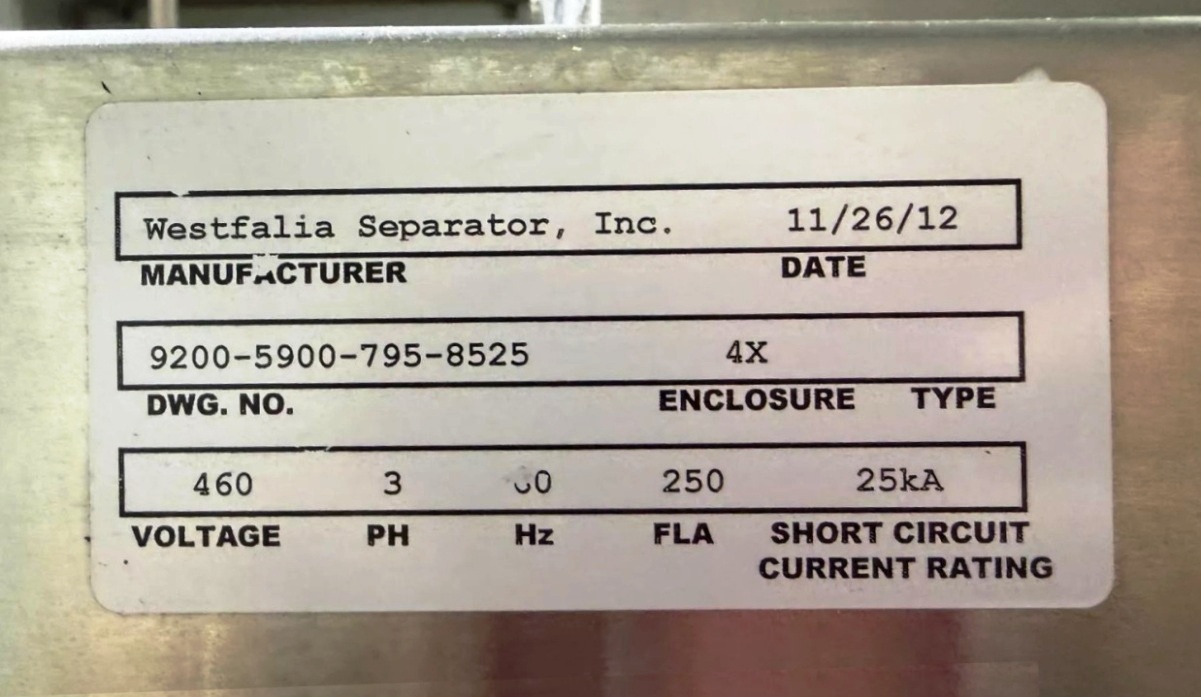 Westfalia Separator, Inc. 11/26/12
MANUFACTURER DATE
9200-5900-795-8525 4X
DWG. NO. ENCLOSURE TYPE
460 3 250 25kA
VOLTAGE PH Hz FLA SHORT CIRCUIT
CURRENT RATING